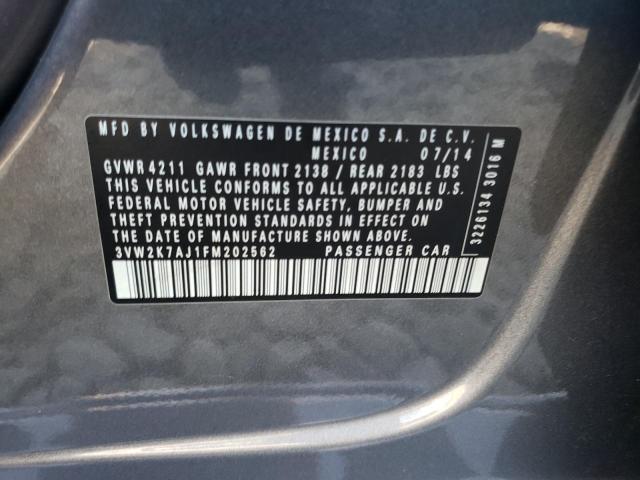 MFD BY VOLKSWAGEN DE MEXICO S.A. DE C.V.
MEXICO 07/14
GVWR 4211 GAWR FRONT 2138 / REAR 2183 LBS
THIS VEHICLE CONFORMS TO ALL APPLICABLE U.S.
FEDERAL MOTOR VEHICLE SAFETY, BUMPER AND
THEFT PREVENTION STANDARDS IN EFFECT ON
THE DATE OF MANUFACTURE SHOWN ABOVE.
3VW2K7AJ1FM202562 PASSENGER CAR
3226134 3016 M